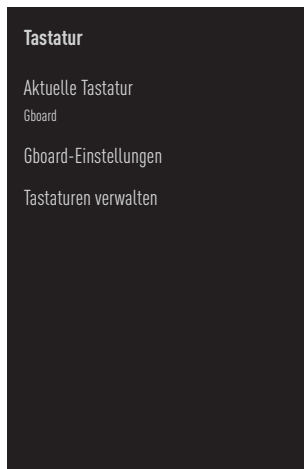 Tastatur
Aktuelle Tastatur
Gboard
Gboard-Einstellungen
Tastaturen verwalten